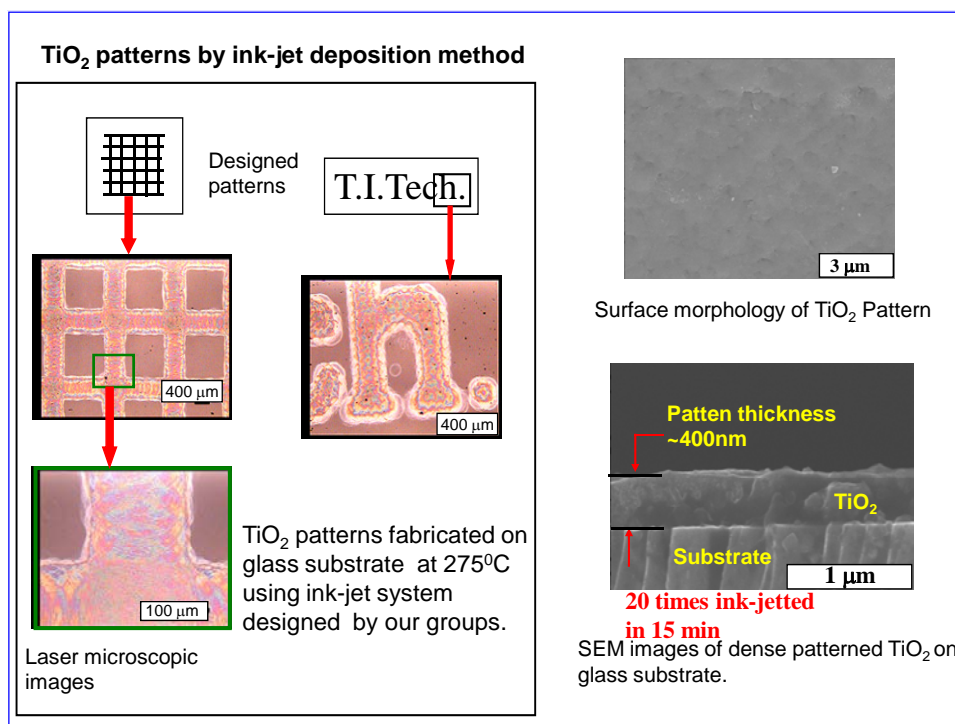 TiO₂ patterns by ink-jet deposition method
Designed
patterns
T.I.Tech.
400 µm
400 µm
100 µm
Laser microscopic
images
TiO₂ patterns fabricated on
glass substrate at 275⁰C
using ink-jet system
designed by our groups.
3 µm
Surface morphology of TiO₂ Pattern
Patten thickness
~400nm
TiO₂
Substrate
1 µm
20 times ink-jetted
in 15 min
SEM images of dense patterned TiO₂ on
glass substrate.